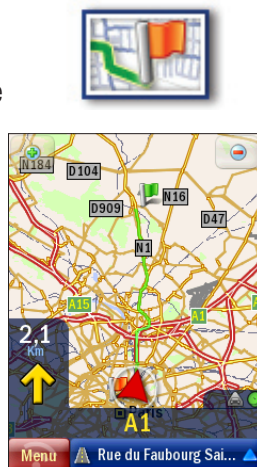 e
N184
D104
N16
D909
D47
N1
A15
A1
2,1
Km
Paris
A1
Menu
Rue du Faubourg Sai...